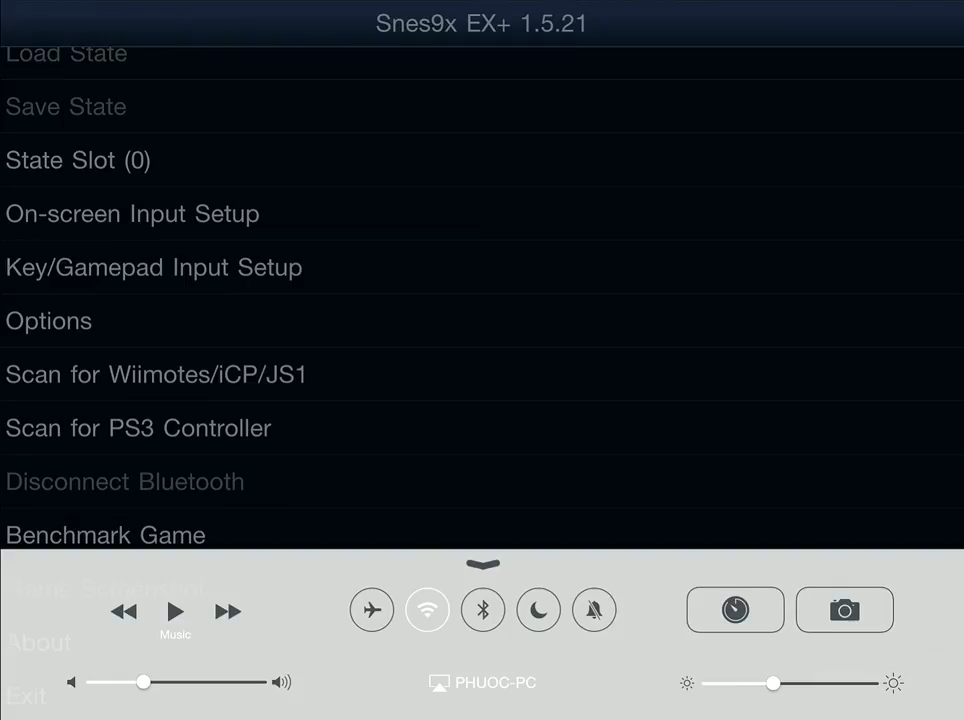 Snes9x EX+ 1.5.21
Load State
Save State
State Slot (0)
On-screen Input Setup
Key/Gamepad Input Setup
Options
Scan for Wiimotes/iCP/JS1
Scan for PS3 Controller
Disconnect Bluetooth
Benchmark Game
Game Screenshot
Music
About
PHUOC-PC
Exit